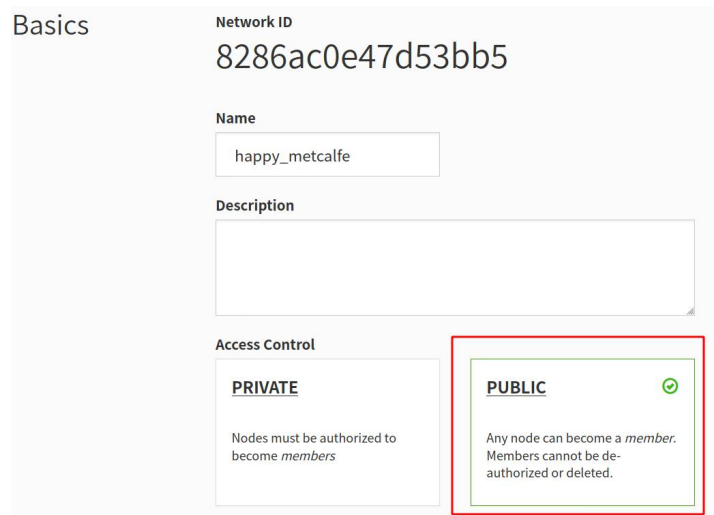 Basics
Network ID
8286ac0e47d53bb5
Name
happy_metcalfe
Description
Access Control
PRIVATE
Nodes must be authorized to
become members
PUBLIC
Any node can become a member.
Members cannot be de-
authorized or deleted.